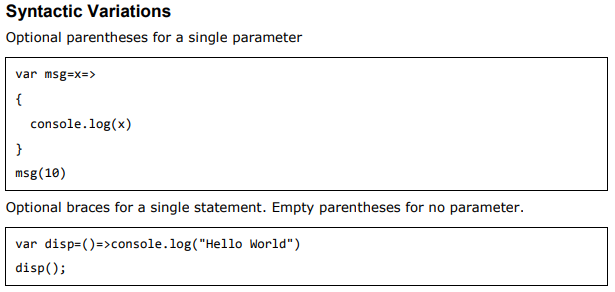 Syntactic Variations
Optional parentheses for a single parameter
var msg=x=>
{
  console.log(x)
}
msg(10)
Optional braces for a single statement. Empty parentheses for no parameter.
var disp=()=>console.log("Hello World")
disp();